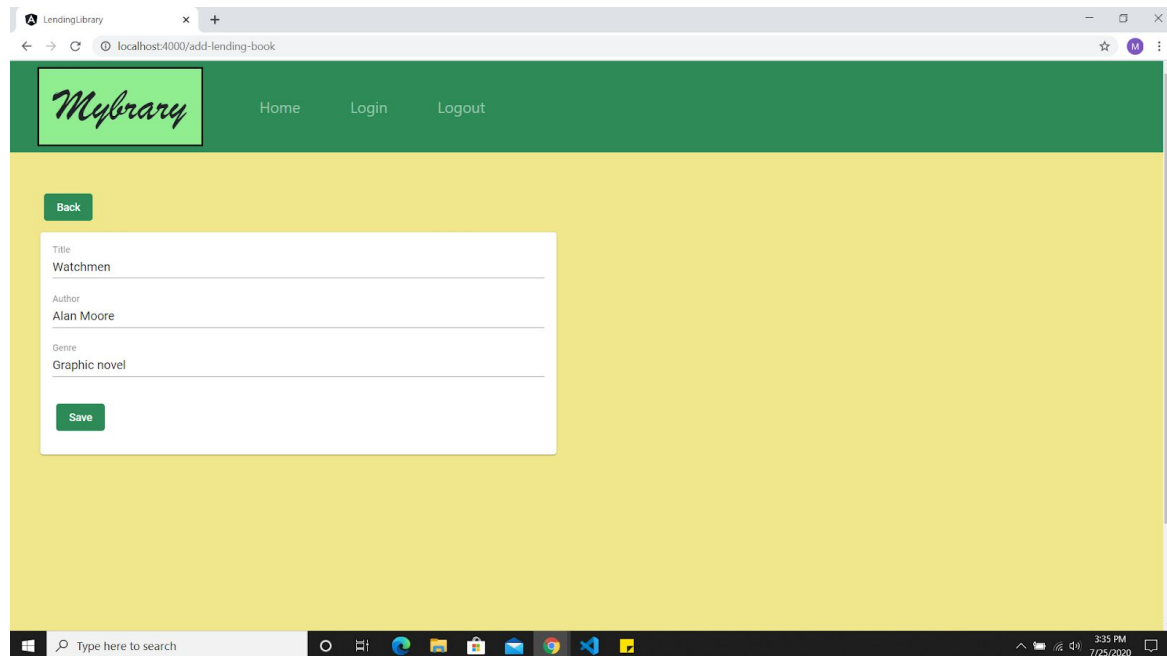 LendingLibrary
localhost:4000/add-lending-book
M
Mybrary
Home Login Logout
Back
Title
Watchmen
Author
Alan Moore
Genre
Graphic novel
Save
Type here to search
3:35 PM
7/25/2020